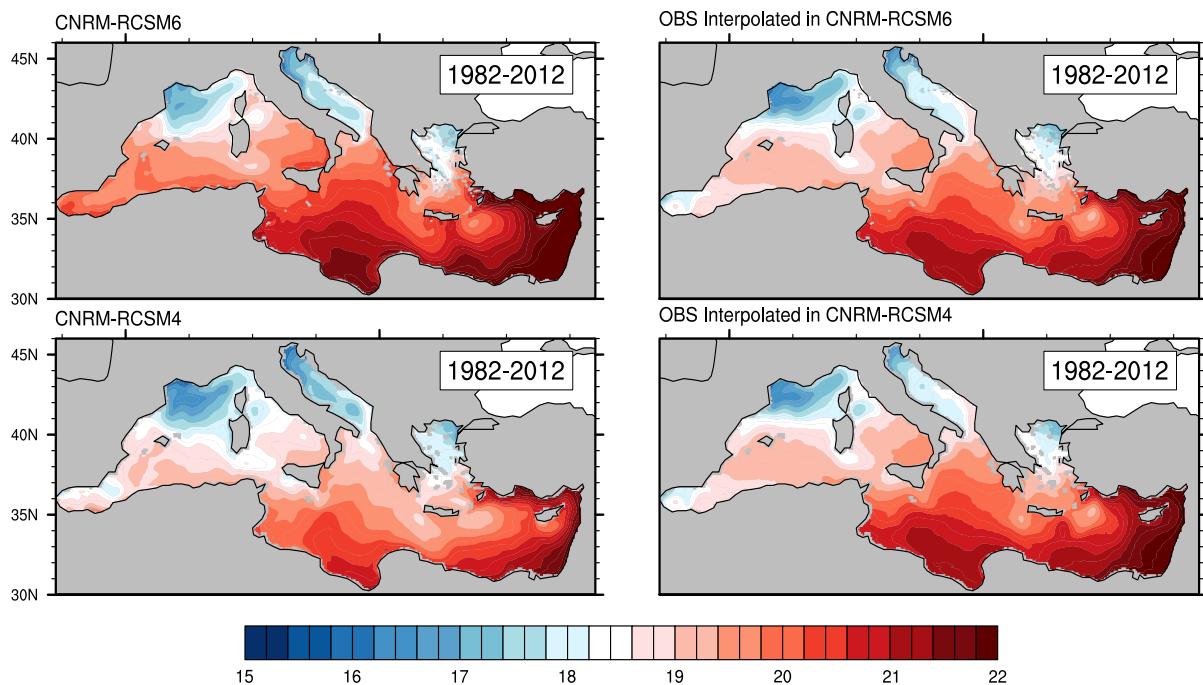 CNRM-RCSM6
OBS Interpolated in CNRM-RCSM6
45N
40N
35N
30N
1982-2012
1982-2012
CNRM-RCSM4
OBS Interpolated in CNRM-RCSM4
45N
40N
35N
30N
1982-2012
1982-2012
15 16 17 18 19 20 21 22